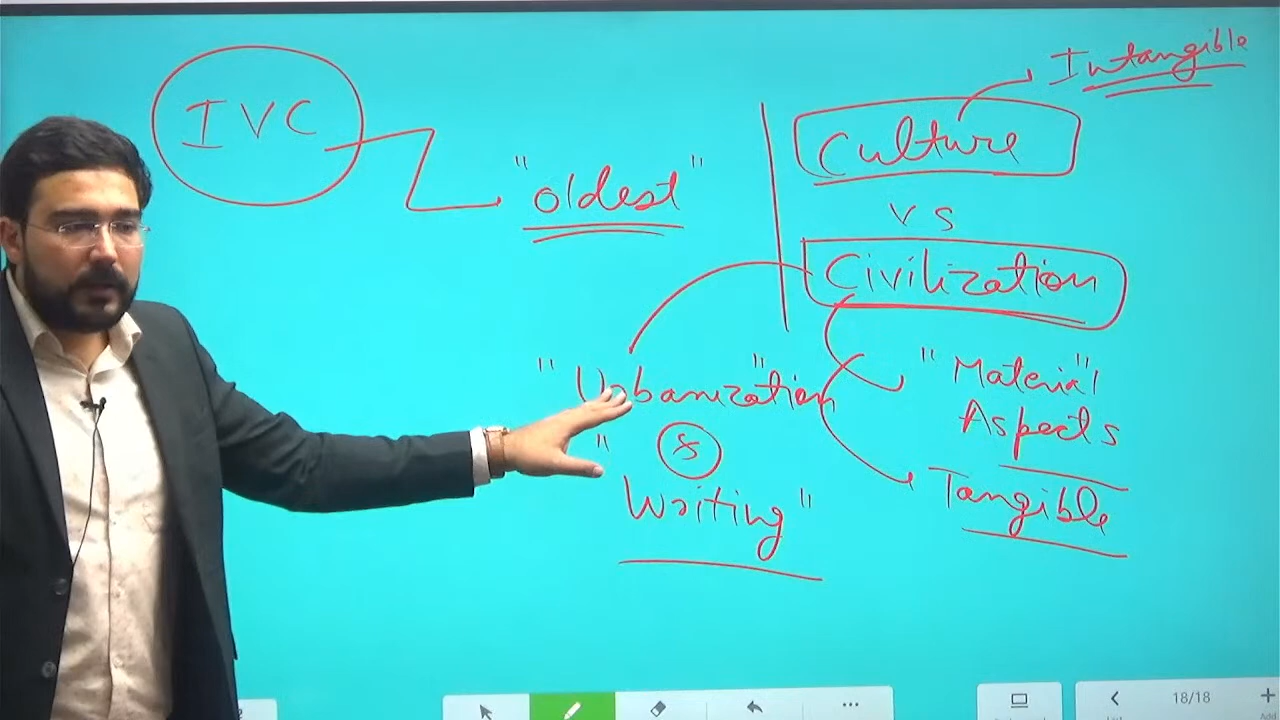 IVC
"oldest"
Intangible
Culture
vs
Civilization
"Urbanization"
"&
Writing"
"Material"
Aspects
Tangible
18/18